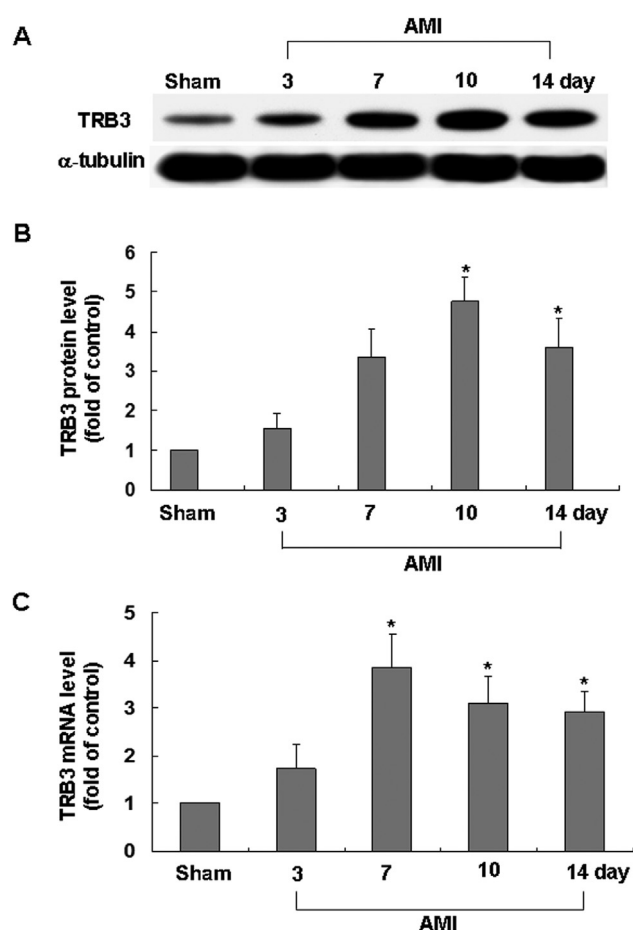 A
AMI
Sham 3 7 10 14 day
TRB3
α-tubulin
B
TRB3 protein level
(fold of control)
6
5
4
3
2
1
0
* *
Sham 3 7 10 14 day
AMI
C
TRB3 mRNA level
(fold of control)
5
4
3
2
1
0
* * *
Sham 3 7 10 14 day
AMI